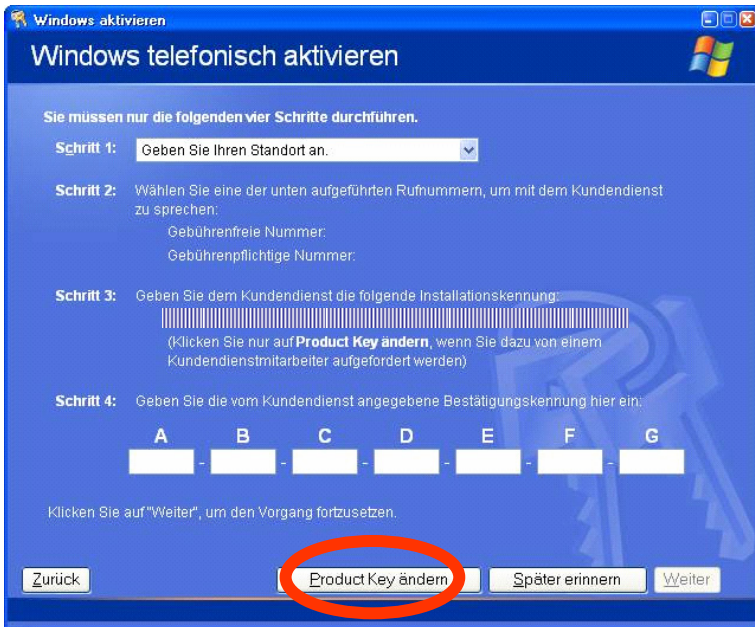 Windows aktivieren
Windows telefonisch aktivieren
Sie müssen nur die folgenden vier Schritte durchführen.
Schritt 1: Geben Sie Ihren Standort an.
Schritt 2: Wählen Sie eine der unten aufgeführten Rufnummern, um mit dem Kundendienst
zu sprechen:
Gebührenfreie Nummer:
Gebührenpflichtige Nummer:
Schritt 3: Geben Sie dem Kundendienst die folgende Installationskennung:
(Klicken Sie nur auf Product Key ändern, wenn Sie dazu von einem
Kundendienstmitarbeiter aufgefordert werden)
Schritt 4: Geben Sie die vom Kundendienst angegebene Bestätigungskennung hier ein:
A B C D E F G
- - - - - -
Klicken Sie auf "Weiter", um den Vorgang fortzusetzen.
Zurück Product Key ändern Später erinnern Weiter